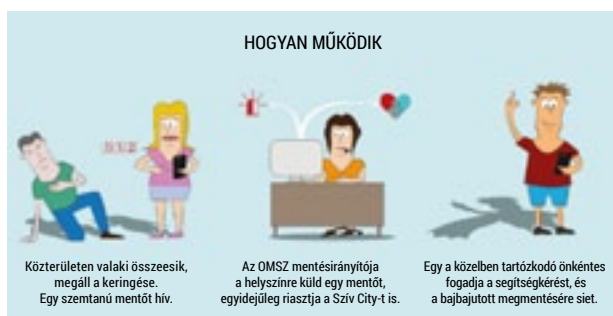 HOGYAN MŰKÖDIK
Közterületen valaki összeesik,
megáll a keringése.
Egy szemtanú mentőt hív.
Az OMSZ mentésirányítója
a helyszínre küld egy mentőt,
egyidejűleg riasztja a Szív City-t is.
Egy a közelben tartózkodó önkéntes
fogadja a segítségkérést, és
a bajbajutott megmentésére siet.